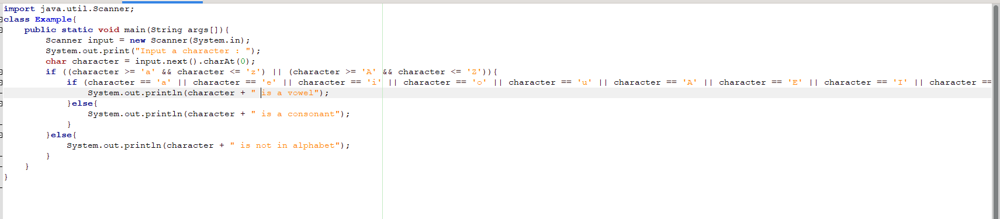 import java.util.Scanner;
class Example{
    public static void main(String args[]){
        Scanner input = new Scanner(System.in);
        System.out.print("Input a character : ");
        char character = input.next().charAt(0);
        if ((character >= 'a' && character <= 'z') || (character >= 'A' && character <= 'Z')){
            if (character == 'a' || character == 'e' || character == 'i' || character == 'o' || character == 'u' || character == 'A' || character == 'E' || character == 'I' || character ==
                System.out.println(character + " is a vowel");
            }else{
                System.out.println(character + " is a consonant");
            }
        }else{
            System.out.println(character + " is not in alphabet");
        }
    }
}